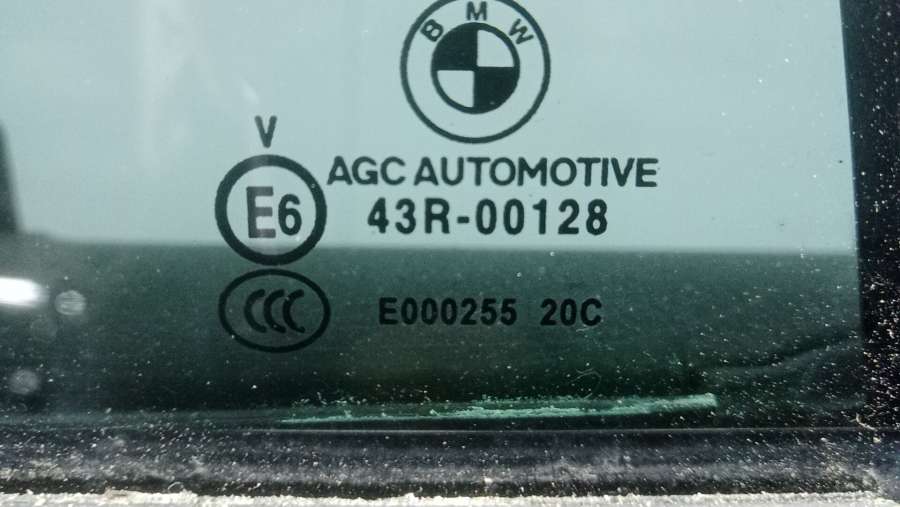 BMW
V
AGC AUTOMOTIVE
E6
43R-00128
CCC
E000255 20C